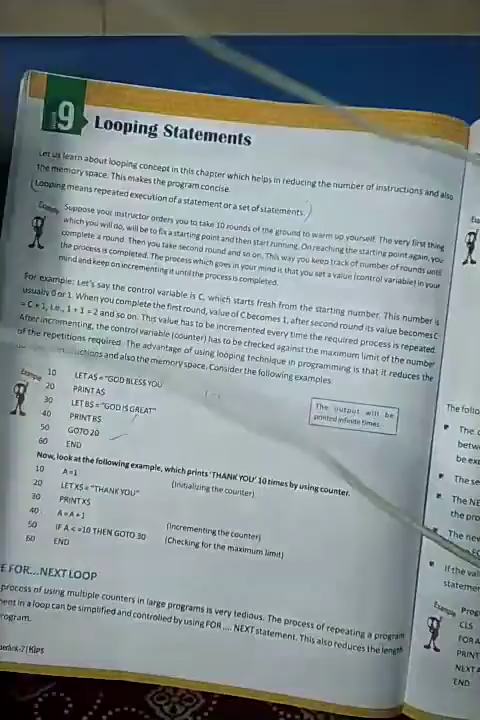 9
Looping Statements
Let us learn about looping concept in this chapter which helps in reducing the number of instructions and also
the memory space. This makes the program concise.
Looping means repeated execution of a statement or a set of statements.
Example
Suppose your instructor orders you to take 10 rounds of the ground to warm up yourself. The very first thing
which you will do, will be to fix a starting point and then start running. On reaching the starting point again, you
complete a round. Then you take second round and so on. This way you keep track of number of rounds until
the process is completed. The process which goes in your mind is that you set a value (control variable) in your
mind and keep on incrementing it until the process is completed.
For example: Let's say the control variable is C, which starts fresh from the starting number. This number is
usually 0 or 1. When you complete the first round, value of C becomes 1, after second round its value becomes C
= C + 1, i.e., 1 + 1 = 2 and so on. This value has to be incremented every time the required process is repeated.
After incrementing, the control variable (counter) has to be checked against the maximum limit of the number
of the repetitions required. The advantage of using looping technique in programming is that it reduces the
and also the memory space. Consider the following examples:
Example
10 LET A$ = "GOD BLESS YOU
20 PRINT A$
30 LET B$ = "GOD IS GREAT"
40 PRINT B$
50 GOTO 20
60 END
The output will be
printed infinite times.
Now, look at the following example, which prints 'THANK YOU' 10 times by using counter.
10 A=1 (Initializing the counter)
20 LET X$ = "THANK YOU"
30 PRINT X$
40 A = A + 1 (Incrementing the counter)
50 IF A < =10 THEN GOTO 30 (Checking for the maximum limit)
60 END
FOR...NEXT LOOP
process of using multiple counters in large programs is very tedious. The process of repeating a program
in a loop can be simplified and controlled by using FOR .... NEXT statement. This also reduces the length
-7 | Kips
The
be
The se
The NE
the pro
The
If the
Example
CLS
FOR A
PRINT
NEXT A
END